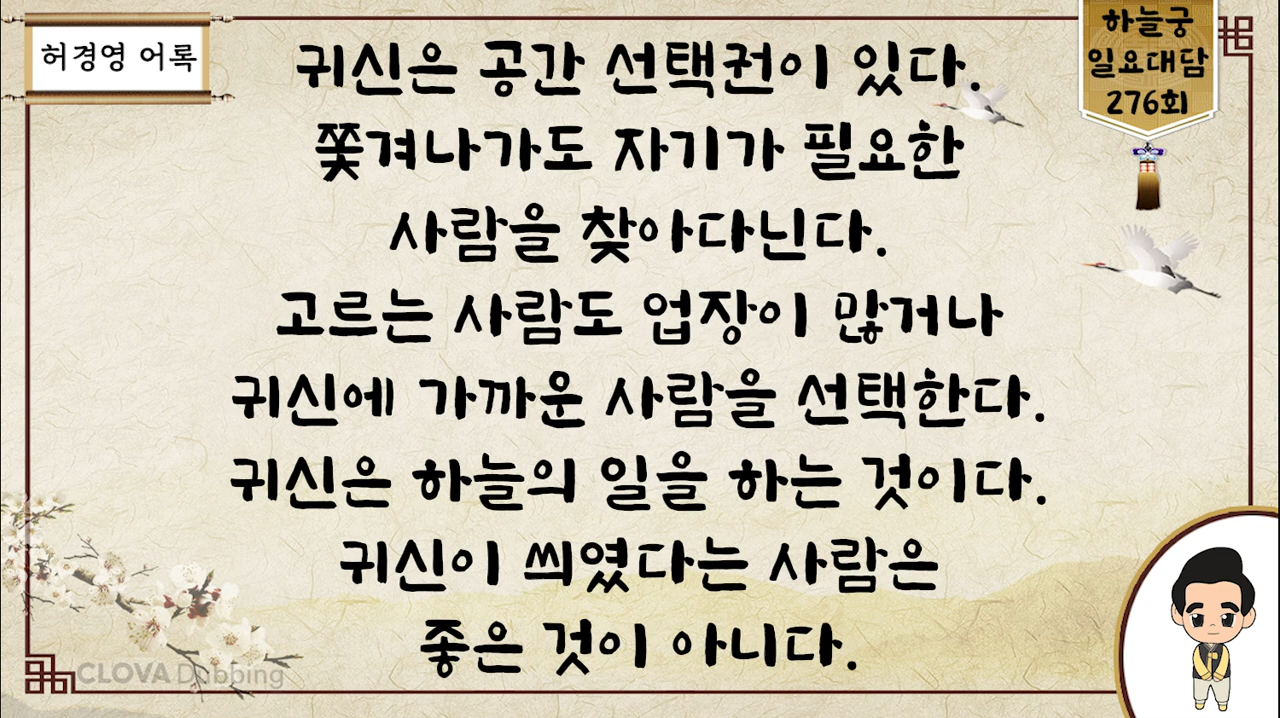 허경영 어록
하늘궁
일요대담
276회
귀신은 공간 선택권이 있다.
쫓겨나가도 자기가 필요한
사람을 찾아다닌다.
고르는 사람도 업장이 많거나
귀신에 가까운 사람을 선택한다.
귀신은 하늘의 일을 하는 것이다.
귀신이 씌였다는 사람은
좋은 것이 아니다.
CLOVA Dubbing